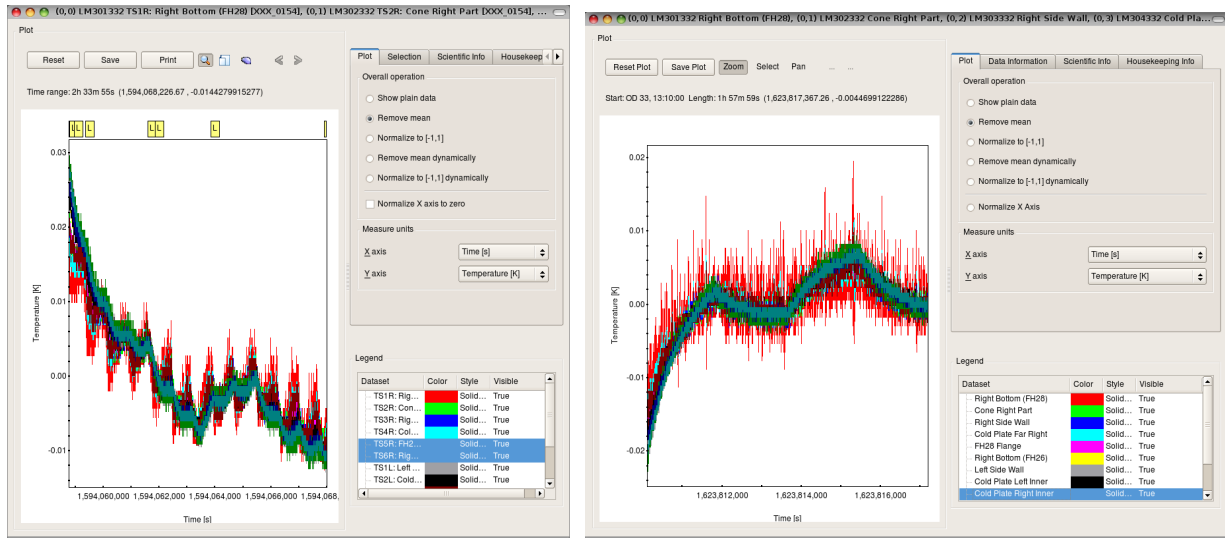 (0,0) LM301332 TS1R: Right Bottom (FH28) [XXX_0154], (0,1) LM302332 TS2R: Cone Right Part [XXX_0154], ...
Plot
Reset Save Print
Time range: 2h 33m 55s (1,594,068,226.67 , -0.0144279915277)
L L L L L L
0.03
0.02
0.01
0.00
-0.01
Temperature [K]
1,594,060,000 1,594,062,000 1,594,064,000 1,594,066,000 1,594,068,
Time [s]
Plot Selection Scientific Info Housekeep
Overall operation
Show plain data
Remove mean
Normalize to [-1,1]
Remove mean dynamically
Normalize to [-1,1] dynamically
Normalize X axis to zero
Measure units
X axis Time [s]
Y axis Temperature [K]
Legend
Dataset Color Style Visible
TS1R: Rig... Solid... True
TS2R: Con... Solid... True
TS3R: Rig... Solid... True
TS4R: Col... Solid... True
TS5R: FH2... Solid... True
TS6R: Rig... Solid... True
TS1L: Left ... Solid... True
TS2L: Cold... Solid... True
(0,0) LM301332 Right Bottom (FH28), (0,1) LM302332 Cone Right Part, (0,2) LM303332 Right Side Wall, (0,3) LM304332 Cold Pla...
Plot
Reset Plot Save Plot Zoom Select Pan ... ...
Start: OD 33, 13:10:00 Length: 1h 57m 59s (1,623,817,367.26 , -0.0044699122286)
0.02
0.01
0.00
-0.01
-0.02
Temperature [K]
1,623,812,000 1,623,814,000 1,623,816,000
Time [s]
Plot Data Information Scientific Info Housekeeping Info
Overall operation
Show plain data
Remove mean
Normalize to [-1,1]
Remove mean dynamically
Normalize to [-1,1] dynamically
Normalize X Axis
Measure units
X axis Time [s]
Y axis Temperature [K]
Legend
Dataset Color Style Visible
Right Bottom (FH28) Solid... True
Cone Right Part Solid... True
Right Side Wall Solid... True
Cold Plate Far Right Solid... True
FH28 Flange Solid... True
Right Bottom (FH26) Solid... True
Left Side Wall Solid... True
Cold Plate Left Inner Solid... True
Cold Plate Right Inner Solid... True